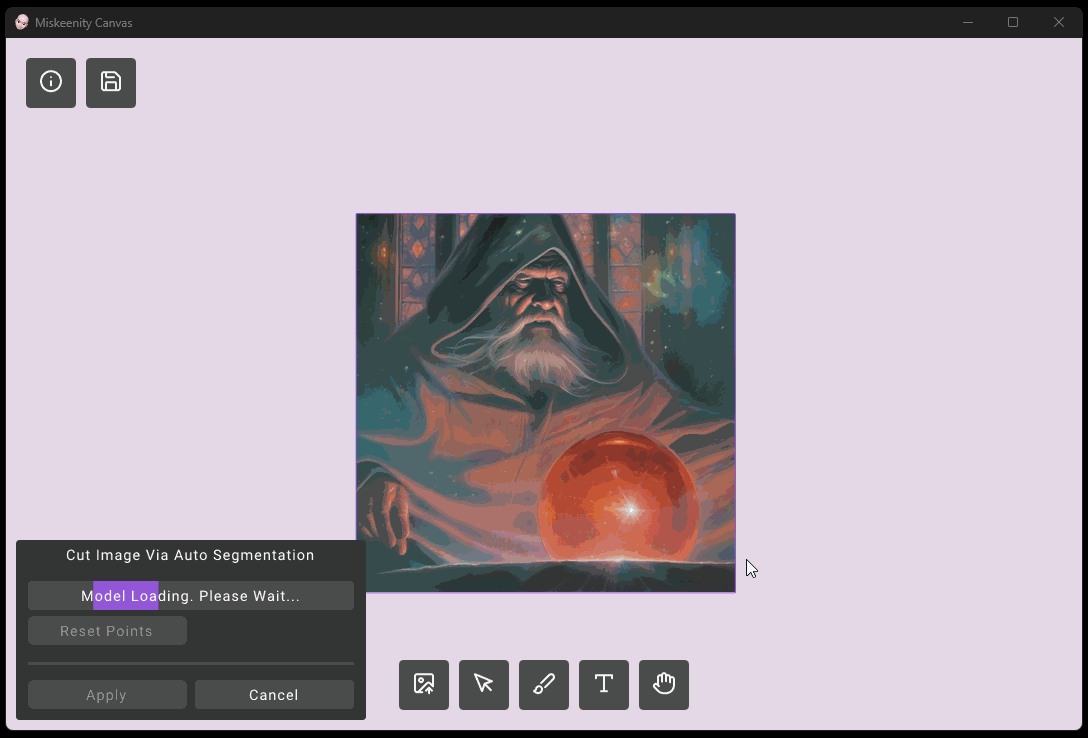 Miskeenity Canvas
Cut Image Via Auto Segmentation
Model Loading. Please Wait...
Reset Points
Apply Cancel